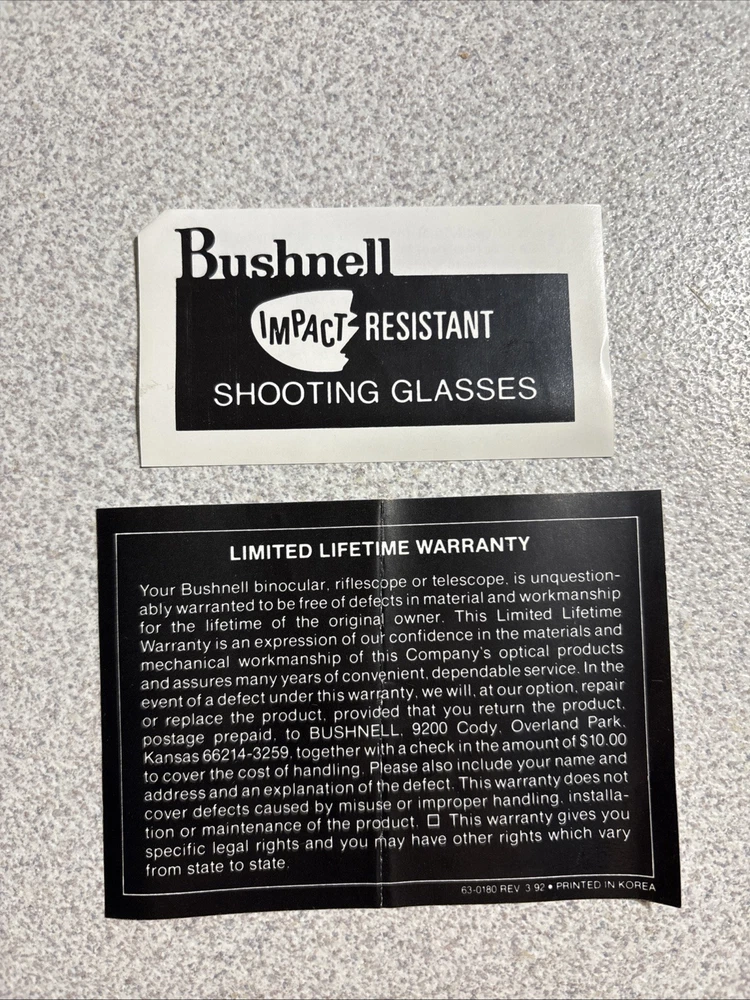 Bushnell
IMPACT RESISTANT
SHOOTING GLASSES
LIMITED LIFETIME WARRANTY
Your Bushnell binocular, riflescope or telescope, is unquestion-
ably warranted to be free of defects in material and workmanship
for the lifetime of the original owner. This Limited Lifetime
Warranty is an expression of our confidence in the materials and
mechanical workmanship of this Company's optical products
and assures many years of convenient, dependable service. In the
event of a defect under this warranty, we will, at our option, repair
or replace the product, provided that you return the product,
postage prepaid, to BUSHNELL, 9200 Cody, Overland Park,
Kansas 66214-3259, together with a check in the amount of $10.00
to cover the cost of handling. Please also include your name and
address and an explanation of the defect. This warranty does not
cover defects caused by misuse or improper handling, installa-
tion or maintenance of the product. □ This warranty gives you
specific legal rights and you may have other rights which vary
from state to state.
63-0180 REV 3 92 • PRINTED IN KOREA